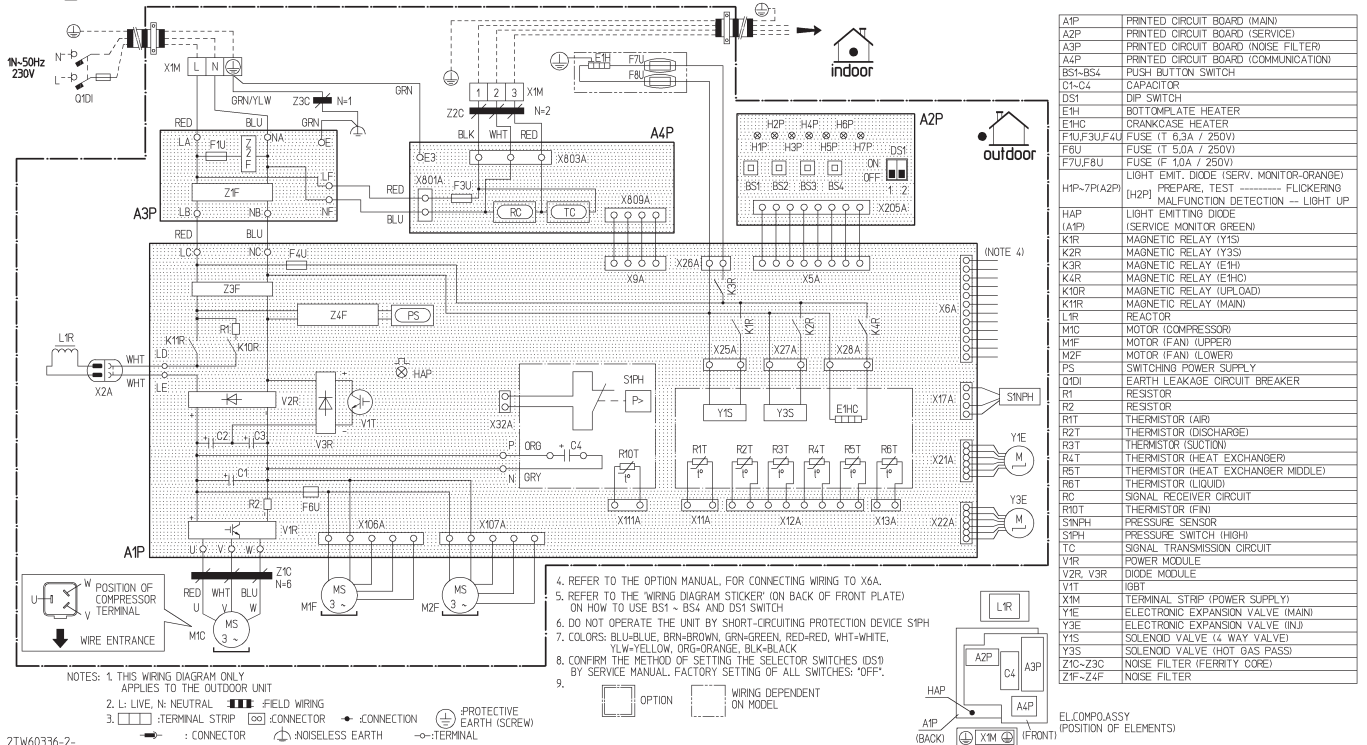 1N~50Hz
230V
N
L
Q1DI
X1M
L N
GRN/YLW
Z3C
N=1
GRN
GRN
RED
BLU
LA
NA
E
F1U
Z2F
Z1F
LF
NF
LB
NB
A3P
RED
BLU
1 2 3
X1M
Z2C
N=2
BLK
WHT
RED
A4P
E3
X803A
X801A
RED
BLU
F3U
RC
TC
X809A
E1H
F7U
F8U
indoor
outdoor
A2P
H2P H4P H6P
H1P H3P H5P H7P
DS1
ON
OFF
1 2
BS1 BS2 BS3 BS4
X205A
LC
NC
F4U
Z3F
Z4F
PS
X9A
X26A
X5A
(NOTE 4)
X6A
K3R
K1R
K2R
K4R
X25A
X27A
X28A
Y1S
Y3S
E1HC
L1R
X2A
WHT
WHT
LD
LE
K11R
R1
K10R
HAP
V2R
V3R
V1T
C2
C3
C1
R2
F6U
V1R
U V W
A1P
X32A
S1PH
P>
P
N
ORG
GRY
C4
R10T
X111A
R1T R2T R3T R4T R5T R6T
X11A
X12A
X13A
X17A
S1NPH
X21A
Y1E
M
X22A
Y3E
M
X106A
X107A
Z1C
N=6
RED WHT BLU
U V W
MS
3 ~
M1C
MS
3 ~
M1F
MS
3 ~
M2F
U
W
V
POSITION OF
COMPRESSOR
TERMINAL
WIRE ENTRANCE
NOTES: 1. THIS WIRING DIAGRAM ONLY
APPLIES TO THE OUTDOOR UNIT
2. L: LIVE, N: NEUTRAL :FIELD WIRING
3. :TERMINAL STRIP :CONNECTOR :CONNECTION :PROTECTIVE
EARTH (SCREW)
: CONNECTOR :NOISELESS EARTH :TERMINAL
4. REFER TO THE OPTION MANUAL, FOR CONNECTING WIRING TO X6A.
5. REFER TO THE 'WIRING DIAGRAM STICKER' (ON BACK OF FRONT PLATE)
ON HOW TO USE BS1 ~ BS4 AND DS1 SWITCH
6. DO NOT OPERATE THE UNIT BY SHORT-CIRCUITING PROTECTION DEVICE S1PH
7. COLORS: BLU=BLUE, BRN=BROWN, GRN=GREEN, RED=RED, WHT=WHITE,
YLW=YELLOW, ORG=ORANGE, BLK=BLACK
8. CONFIRM THE METHOD OF SETTING THE SELECTOR SWITCHES (DS1)
BY SERVICE MANUAL. FACTORY SETTING OF ALL SWITCHES: "OFF".
9. OPTION WIRING DEPENDENT
ON MODEL
2TW60336-2-
L1R
A2P
C4
A3P
A4P
HAP
A1P
(BACK)
X1M
(FRONT)
EL.COMPO.ASSY
(POSITION OF ELEMENTS)
A1P PRINTED CIRCUIT BOARD (MAIN)
A2P PRINTED CIRCUIT BOARD (SERVICE)
A3P PRINTED CIRCUIT BOARD (NOISE FILTER)
A4P PRINTED CIRCUIT BOARD (COMMUNICATION)
BS1~BS4 PUSH BUTTON SWITCH
C1~C4 CAPACITOR
DS1 DIP SWITCH
E1H BOTTOMPLATE HEATER
E1HC CRANKCASE HEATER
F1U,F3U,F4U FUSE (T 6,3A / 250V)
F6U FUSE (T 5,0A / 250V)
F7U,F8U FUSE (F 1,0A / 250V)
H1P~7P(A2P) LIGHT EMIT. DIODE (SERV. MONITOR-ORANGE)
[H2P] PREPARE, TEST --------- FLICKERING
MALFUNCTION DETECTION -- LIGHT UP
HAP LIGHT EMITTING DIODE
(A1P) (SERVICE MONITOR GREEN)
K1R MAGNETIC RELAY (Y1S)
K2R MAGNETIC RELAY (Y3S)
K3R MAGNETIC RELAY (E1H)
K4R MAGNETIC RELAY (E1HC)
K10R MAGNETIC RELAY (UPLOAD)
K11R MAGNETIC RELAY (MAIN)
L1R REACTOR
M1C MOTOR (COMPRESSOR)
M1F MOTOR (FAN) (UPPER)
M2F MOTOR (FAN) (LOWER)
PS SWITCHING POWER SUPPLY
Q1DI EARTH LEAKAGE CIRCUIT BREAKER
R1 RESISTOR
R2 RESISTOR
R1T THERMISTOR (AIR)
R2T THERMISTOR (DISCHARGE)
R3T THERMISTOR (SUCTION)
R4T THERMISTOR (HEAT EXCHANGER)
R5T THERMISTOR (HEAT EXCHANGER MIDDLE)
R6T THERMISTOR (LIQUID)
RC SIGNAL RECEIVER CIRCUIT
R10T THERMISTOR (FIN)
S1NPH PRESSURE SENSOR
S1PH PRESSURE SWITCH (HIGH)
TC SIGNAL TRANSMISSION CIRCUIT
V1R POWER MODULE
V2R, V3R DIODE MODULE
V1T IGBT
X1M TERMINAL STRIP (POWER SUPPLY)
Y1E ELECTRONIC EXPANSION VALVE (MAIN)
Y3E ELECTRONIC EXPANSION VALVE (INJ)
Y1S SOLENOID VALVE (4 WAY VALVE)
Y3S SOLENOID VALVE (HOT GAS PASS)
Z1C~Z3C NOISE FILTER (FERRITY CORE)
Z1F~Z4F NOISE FILTER